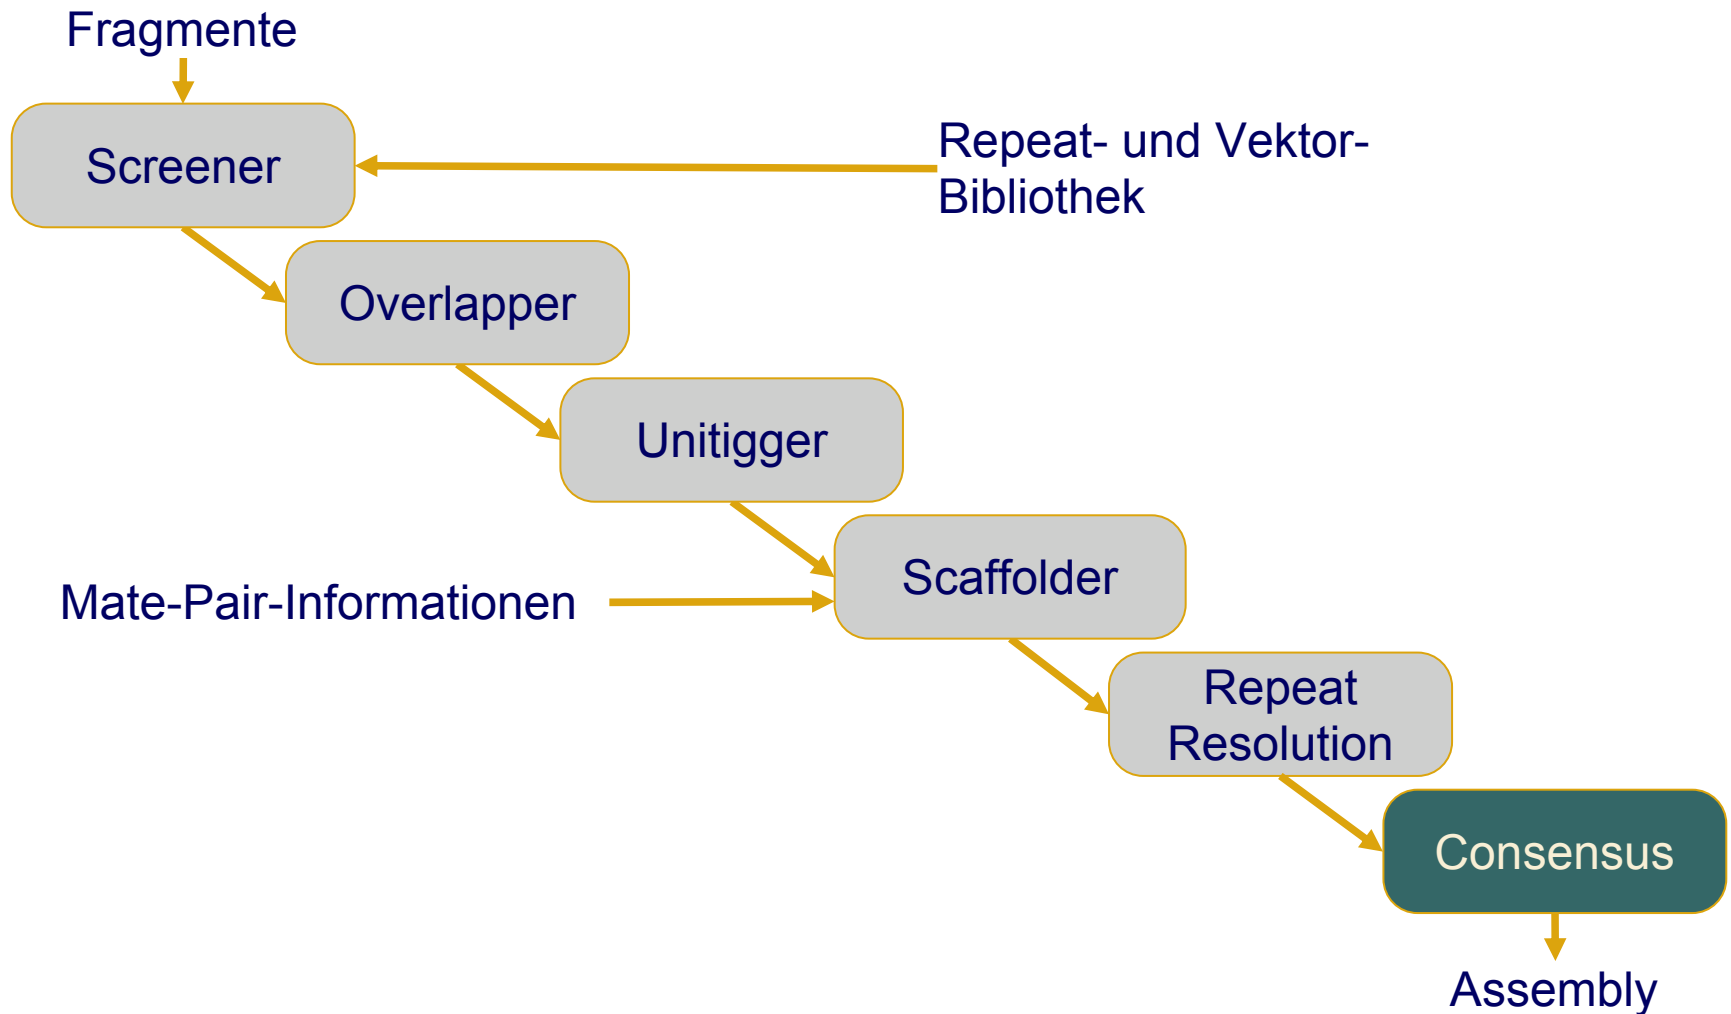 Fragmente
Screener
Repeat- und Vektor-
Bibliothek
Overlapper
Unitigger
Scaffolder
Mate-Pair-Informationen
Repeat
Resolution
Consensus
Assembly